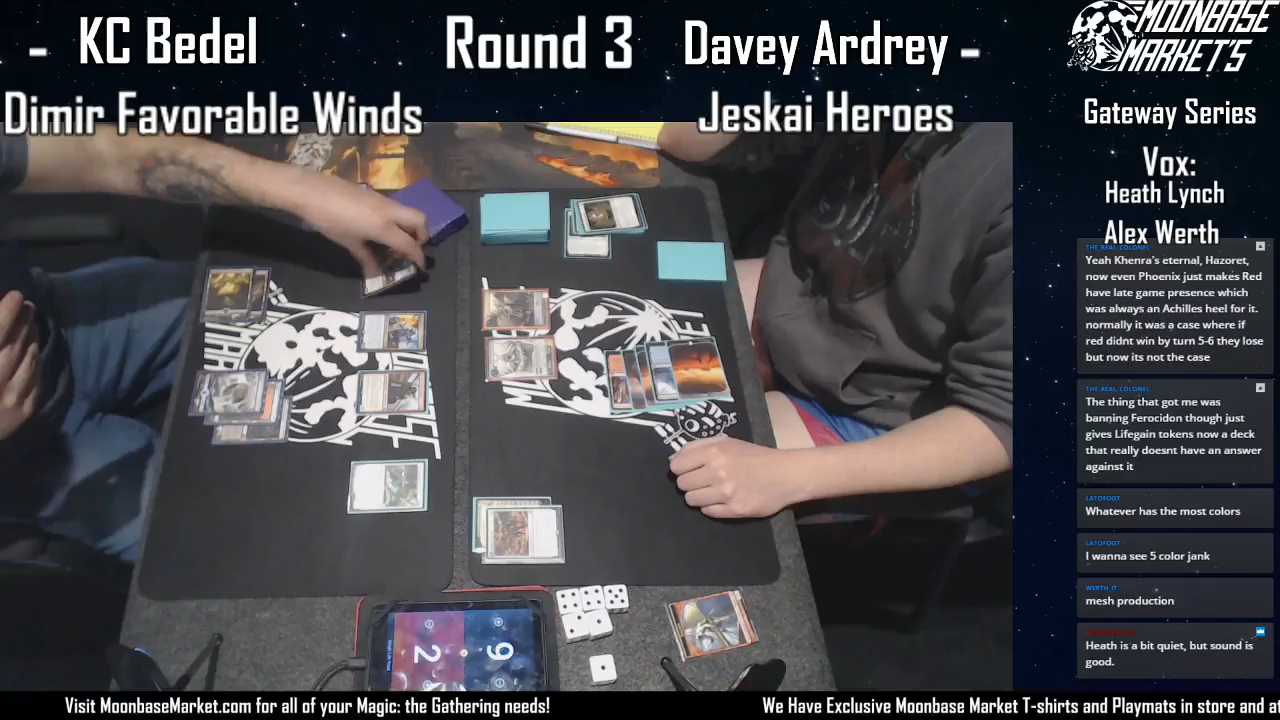 - KC Bedel
Round 3
Davey Ardrey -
Dimir Favorable Winds
Jeskai Heroes
MOONBASE
MARKET'S
Gateway Series
Vox:
Heath Lynch
Alex Werth
THE_REAL_COLONEL
Yeah Khenra's eternal, Hazoret,
now even Phoenix just makes Red
have late game presence which
was always an Achilles heel for it.
normally it was a case where if
red didnt win by turn 5-6 they lose
but now its not the case
THE_REAL_COLONEL
The thing that got me was
banning Ferocidon though just
gives Lifegain tokens now a deck
that really doesnt have an answer
against it
LATOFOOT
Whatever has the most colors
LATOFOOT
I wanna see 5 color jank
WERTH_IT
mesh production
Heath is a bit quiet, but sound is
good.
2
9
Visit MoonbaseMarket.com for all of your Magic: the Gathering needs!
We Have Exclusive Moonbase Market T-shirts and Playmats in store and at